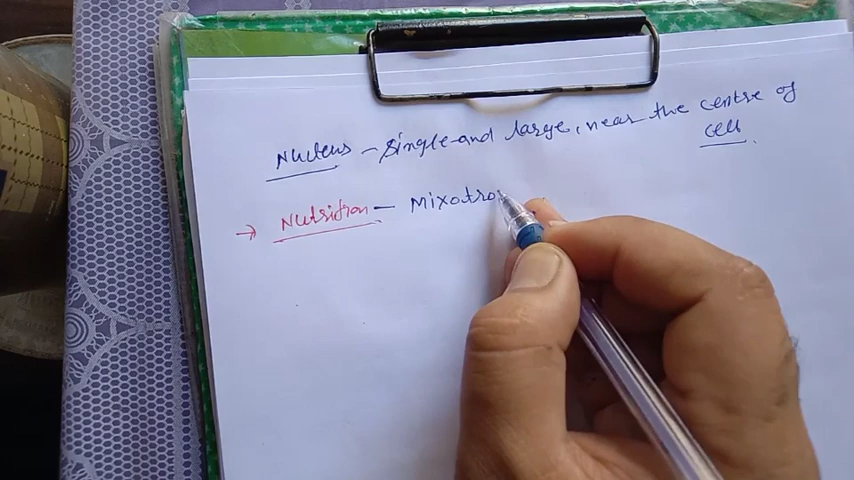 Nucleus - Single and large, near the centre of
cell.
→ Nutrition - Mixotro